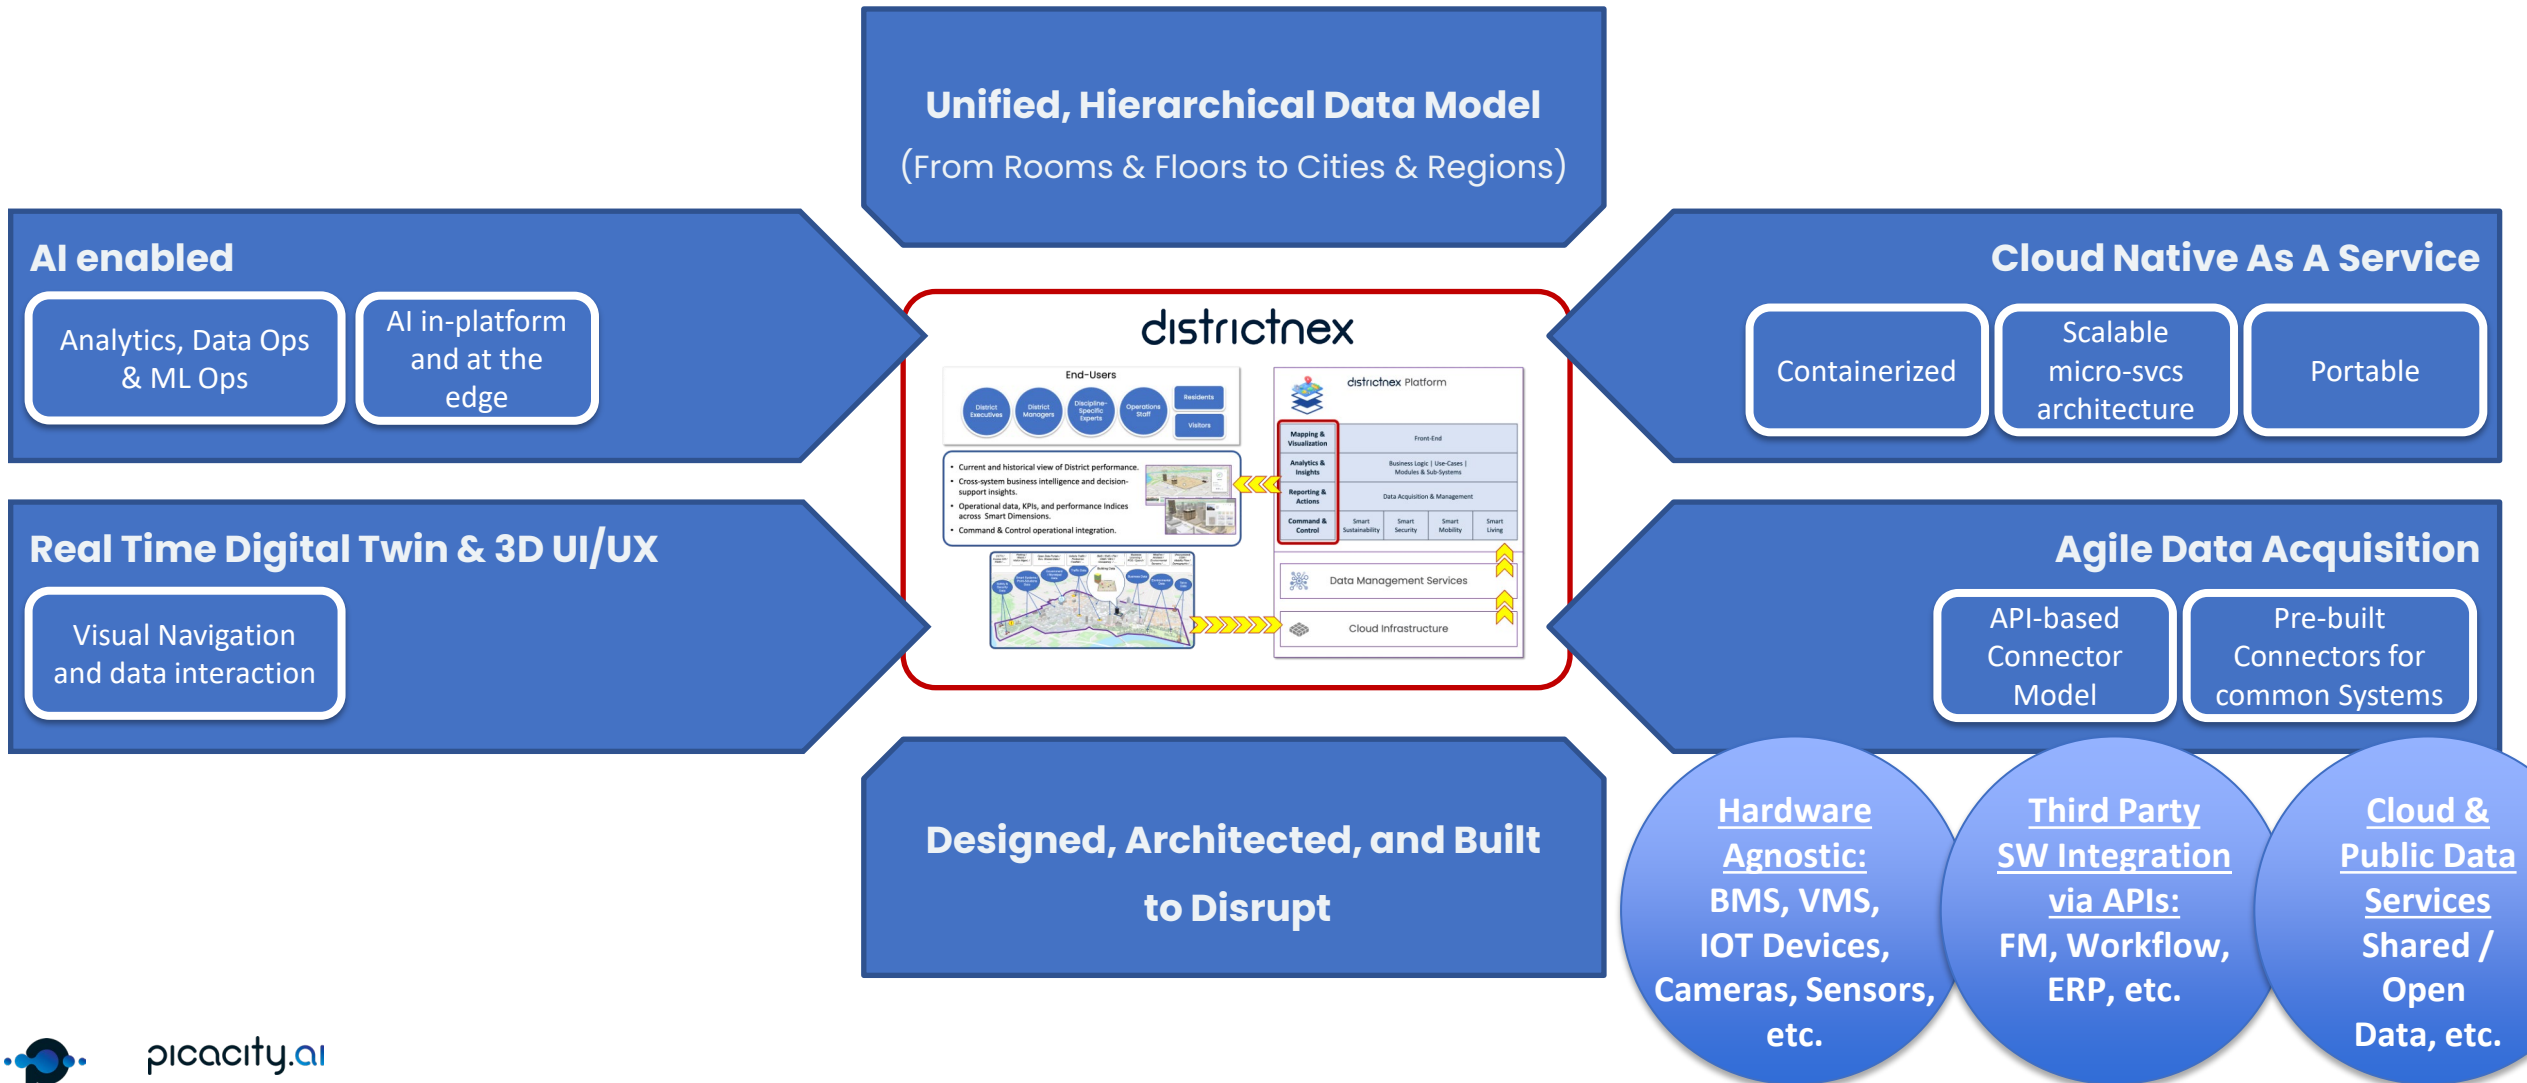 Unified, Hierarchical Data Model
(From Rooms & Floors to Cities & Regions)
AI enabled
Analytics, Data Ops
& ML Ops
AI in-platform
and at the
edge
Cloud Native As A Service
Containerized
Scalable
micro-svcs
architecture
Portable
Real Time Digital Twin & 3D UI/UX
Visual Navigation
and data interaction
Agile Data Acquisition
API-based
Connector
Model
Pre-built
Connectors for
common Systems
districtnex
End-Users
District
Executives
District
Managers
Discipline-
Specific
Experts
Operations
Staff
Residents
Visitors
• Current and historical view of District performance.
• Cross-system business intelligence and decision-
support insights.
• Operational data, KPIs, and performance Indices
across Smart Dimensions.
• Command & Control operational integration.
districtnex Platform
Mapping &
Visualization
Front-End
Analytics &
Insights
Business Logic | Use-Cases |
Modules & Sub-Systems
Reporting &
Actions
Data Acquisition & Management
Command &
Control
Smart
Sustainability
Smart
Security
Smart
Mobility
Smart
Living
Data Management Services
Cloud Infrastructure
Designed, Architected, and Built
to Disrupt
Hardware
Agnostic:
BMS, VMS,
IOT Devices,
Cameras, Sensors,
etc.
Third Party
SW Integration
via APIs:
FM, Workflow,
ERP, etc.
Cloud &
Public Data
Services
Shared /
Open
Data, etc.
picacity.ai